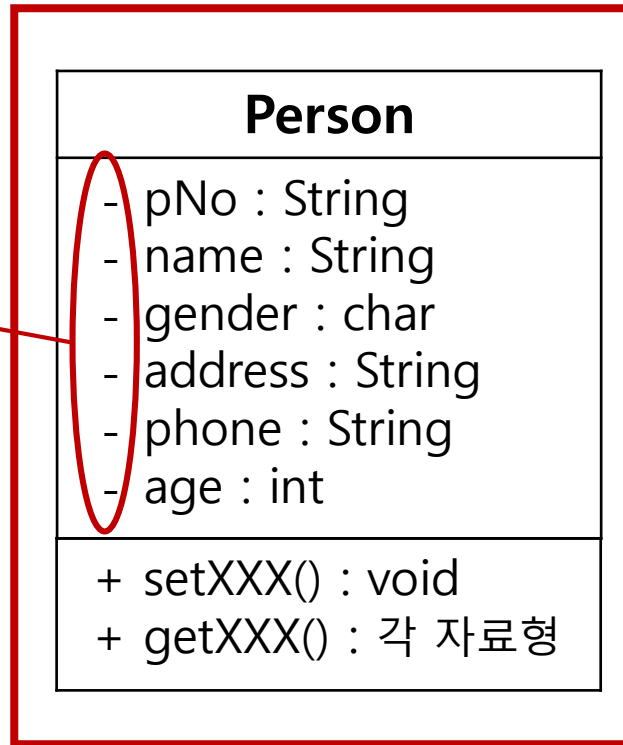 Person
- pNo : String
- name : String
- gender : char
- address : String
- phone : String
- age : int
+ setXXX() : void
+ getXXX() : 각 자료형